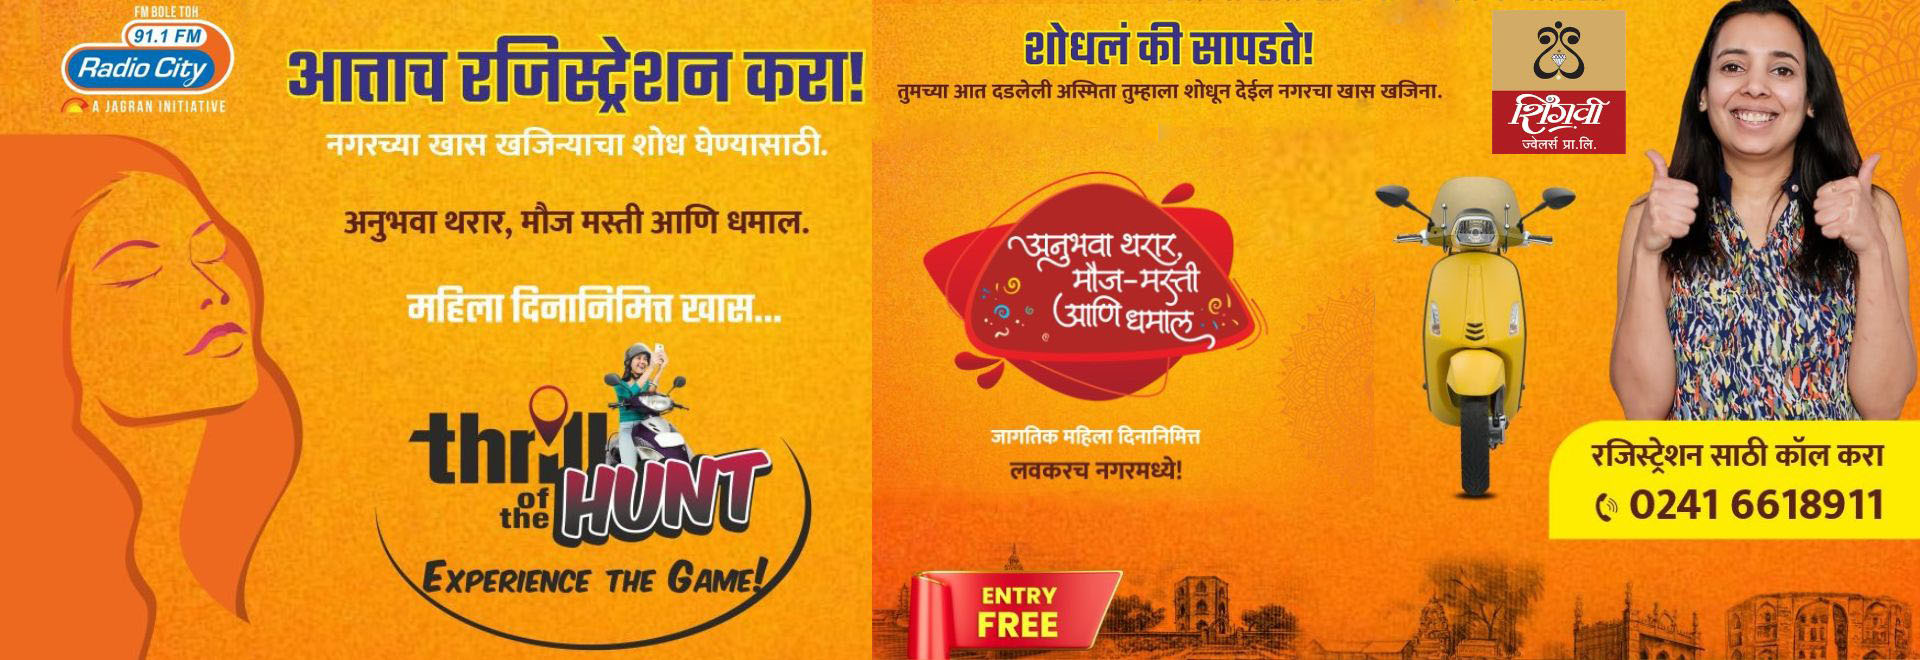 FM BOLE TOH
91.1 FM
Radio City
A JAGRAN INITIATIVE
आत्ताच रजिस्ट्रेशन करा!
नगरच्या खास खजिन्याचा शोध घेण्यासाठी.
अनुभवा थरार, मौज मस्ती आणि धमाल.
महिला दिनानिमित्त खास...
thrill
of
the
HUNT
EXPERIENCE THE GAME!
शोधलं की सापडते!
तुमच्या आत दडलेली अस्मिता तुम्हाला शोधून देईल नगरचा खास खजिना.
शिंगवी
ज्वेलर्स प्रा.लि.
अनुभवा थरार,
मौज-मस्ती
आणि धमाल
जागतिक महिला दिनानिमित्त
लवकरच नगरमध्ये!
रजिस्ट्रेशन साठी कॉल करा
0241 6618911
ENTRY
FREE